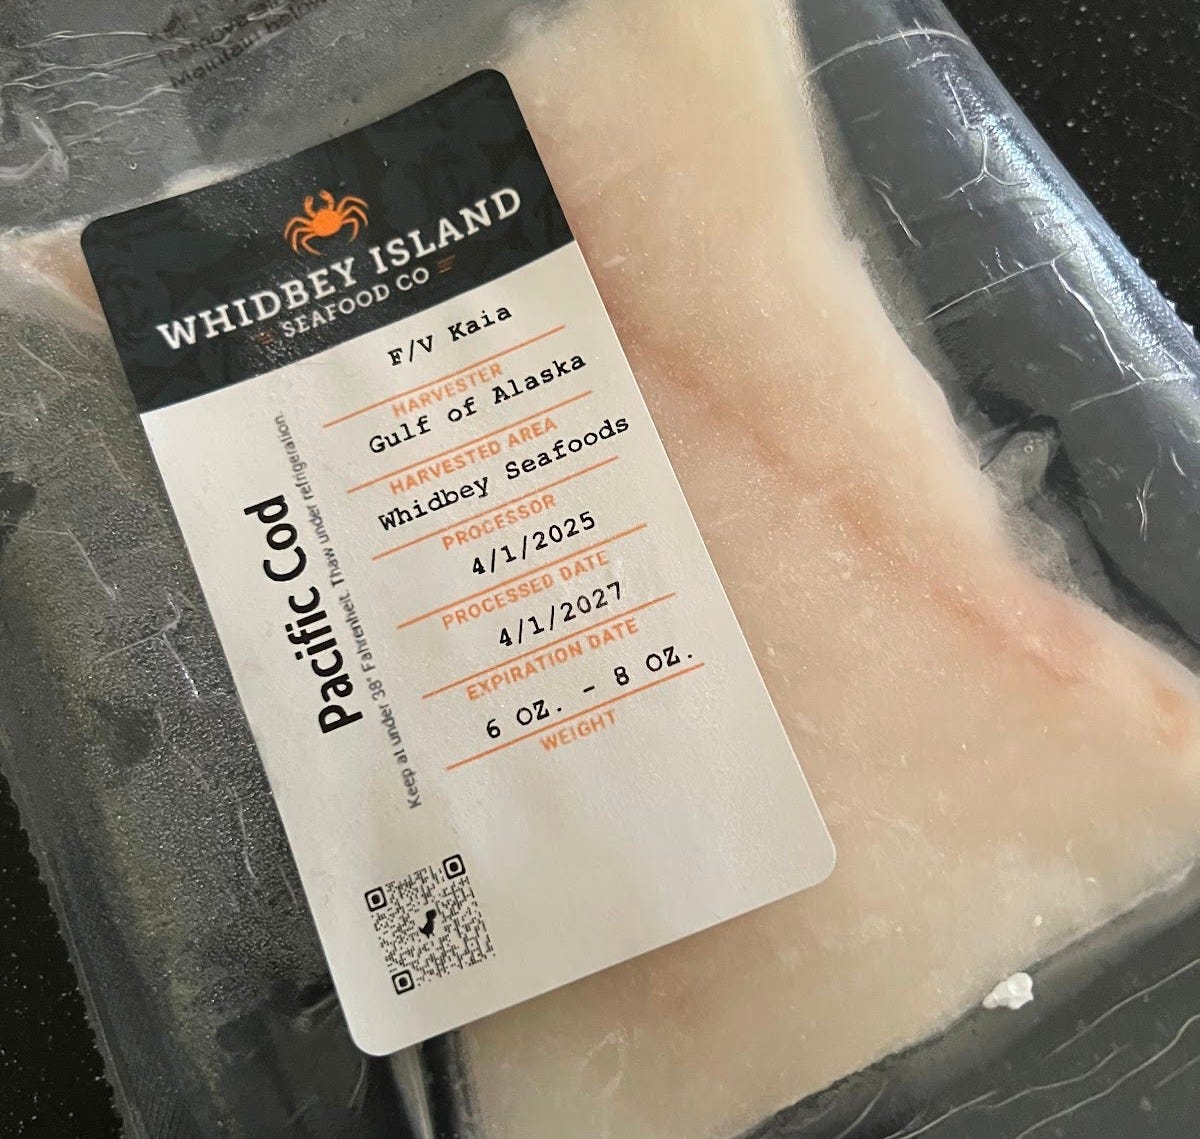 Maintain below
WHIDBEY ISLAND
SEAFOOD CO
F/V Kaia
HARVESTER
Gulf of Alaska
HARVESTED AREA
Whidbey Seafoods
PROCESSOR
4/1/2025
PROCESSED DATE
4/1/2027
EXPIRATION DATE
6 OZ. - 8 OZ.
WEIGHT
Pacific Cod
Keep at under 38° Fahrenheit. Thaw under refrigeration.